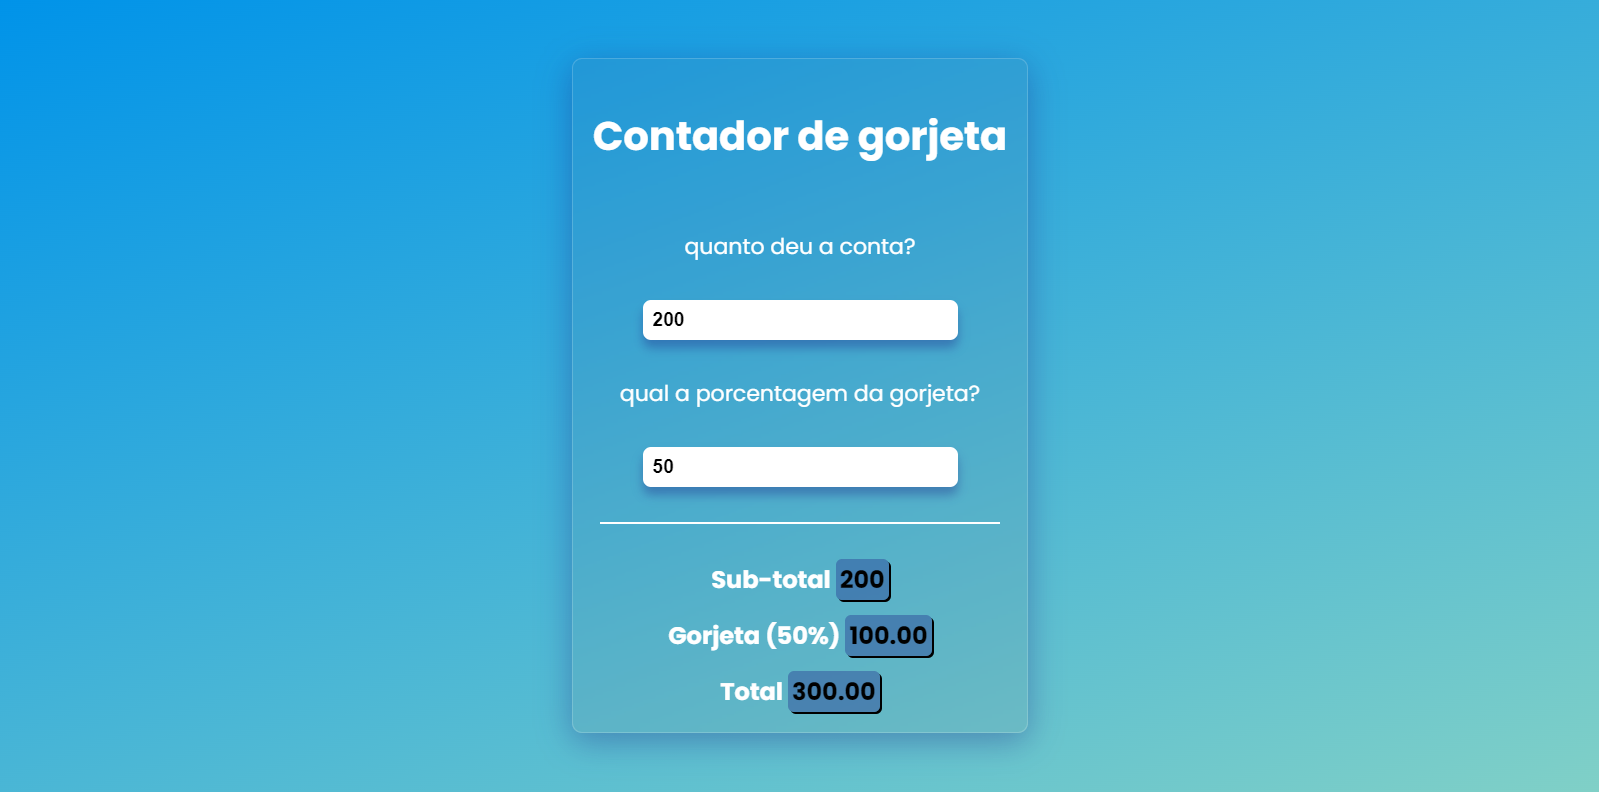 Contador de gorjeta
quanto deu a conta?
200
qual a porcentagem da gorjeta?
50
Sub-total 200
Gorjeta (50%) 100.00
Total 300.00